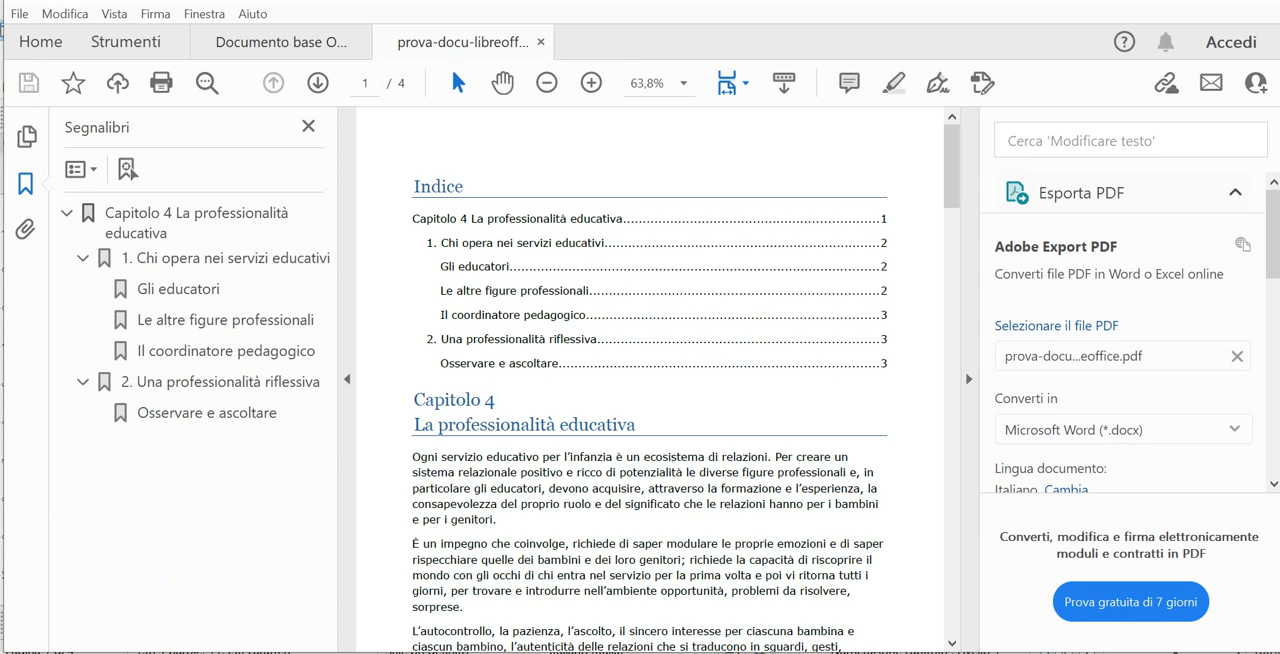 File Modifica Vista Firma Finestra Aiuto
Home Strumenti Documento base O... prova-docu-libreoff... × Accedi
1 / 4 63,8%
Segnalibri
Capitolo 4 La professionalità
educativa
1. Chi opera nei servizi educativi
Gli educatori
Le altre figure professionali
Il coordinatore pedagogico
2. Una professionalità riflessiva
Osservare e ascoltare
Indice
Capitolo 4 La professionalità educativa.....1
1. Chi opera nei servizi educativi.....2
Gli educatori.....2
Le altre figure professionali.....2
Il coordinatore pedagogico.....3
2. Una professionalità riflessiva.....3
Osservare e ascoltare.....3
Capitolo 4
La professionalità educativa
Ogni servizio educativo per l'infanzia è un ecosistema di relazioni. Per creare un
sistema relazionale positivo e ricco di potenzialità le diverse figure professionali e, in
particolare gli educatori, devono acquisire, attraverso la formazione e l'esperienza, la
consapevolezza del proprio ruolo e del significato che le relazioni hanno per i bambini
e per i genitori.
È un impegno che coinvolge, richiede di saper modulare le proprie emozioni e di saper
rispecchiare quelle dei bambini e dei loro genitori; richiede la capacità di riscoprire il
mondo con gli occhi di chi entra nel servizio per la prima volta e poi vi ritorna tutti i
giorni, per trovare e introdurre nell'ambiente opportunità, problemi da risolvere,
sorprese.
L'autocontrollo, la pazienza, l'ascolto, il sincero interesse per ciascuna bambina e
ciascun bambino, l'autenticità delle relazioni che si traducono in sguardi, gesti,
Cerca 'Modificare testo'
Esporta PDF
Adobe Export PDF
Converti file PDF in Word o Excel online
Selezionare il file PDF
prova-docu...eoffice.pdf
Converti in
Microsoft Word (*.docx)
Lingua documento:
Italiano Cambia
Converti, modifica e firma elettronicamente
moduli e contratti in PDF
Prova gratuita di 7 giorni